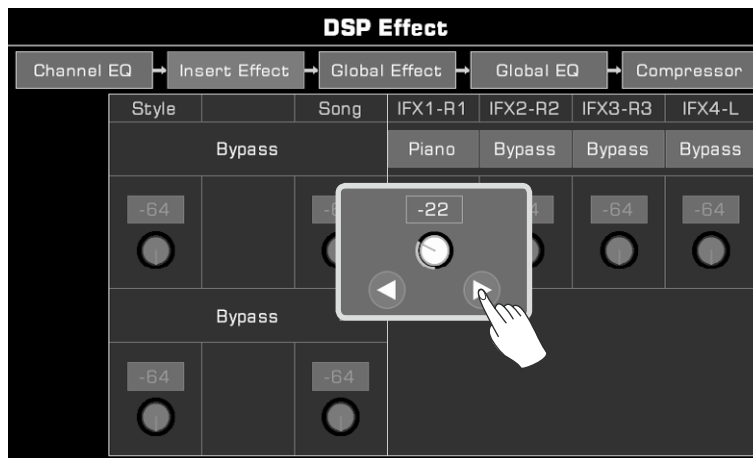 DSP Effect
Channel EQ Insert Effect Global Effect Global EQ Compressor
Style Song IFX1-R1 IFX2-R2 IFX3-R3 IFX4-L
Bypass Piano Bypass Bypass Bypass
-64 -22 -64 -64
Bypass
-64 -64